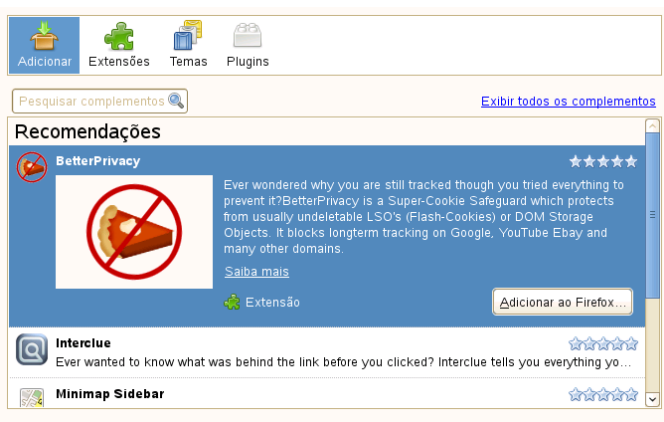 Adicionar Extensões Temas Plugins
Pesquisar complementos Exibir todos os complementos
Recomendações
BetterPrivacy
Ever wondered why you are still tracked though you tried everything to
prevent it?BetterPrivacy is a Super-Cookie Safeguard which protects
from usually undeletable LSO's (Flash-Cookies) or DOM Storage
Objects. It blocks longterm tracking on Google, YouTube Ebay and
many other domains.
Saiba mais
Extensão Adicionar ao Firefox...
Interclue
Ever wanted to know what was behind the link before you clicked? Interclue tells you everything yo...
Minimap Sidebar